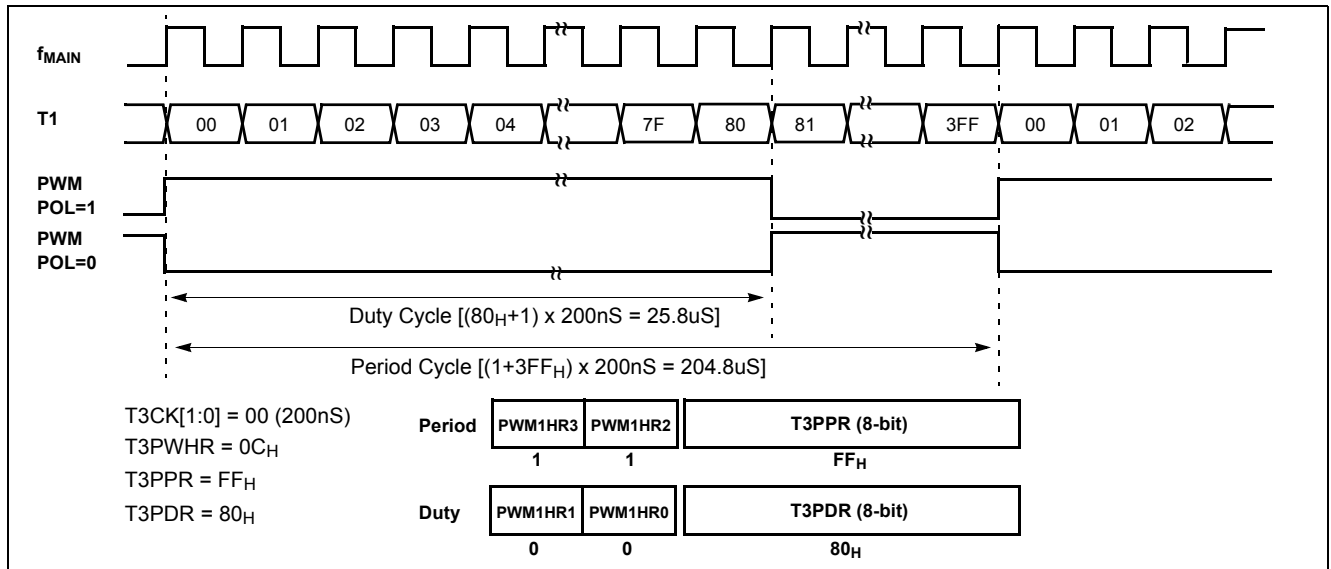 fMAIN
T1 00 01 02 03 04 7F 80 81 3FF 00 01 02
PWM
POL=1
PWM
POL=0
Duty Cycle [(80H+1) x 200nS = 25.8uS]
Period Cycle [(1+3FFH) x 200nS = 204.8uS]
T3CK[1:0] = 00 (200nS)
T3PWHR = 0CH
T3PPR = FFH
T3PDR = 80H
Period PWM1HR3 PWM1HR2 T3PPR (8-bit)
1 1 FFH
Duty PWM1HR1 PWM1HR0 T3PDR (8-bit)
0 0 80H